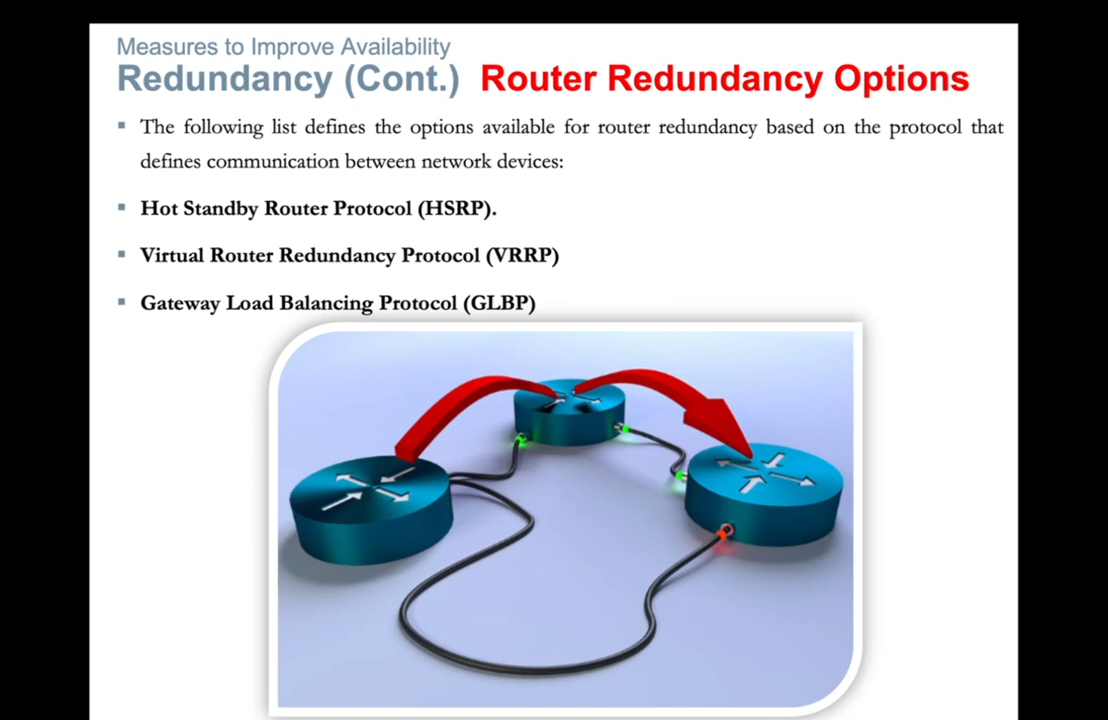 Measures to Improve Availability
Redundancy (Cont.) Router Redundancy Options
▪ The following list defines the options available for router redundancy based on the protocol that
defines communication between network devices:
▪ Hot Standby Router Protocol (HSRP).
▪ Virtual Router Redundancy Protocol (VRRP)
▪ Gateway Load Balancing Protocol (GLBP)